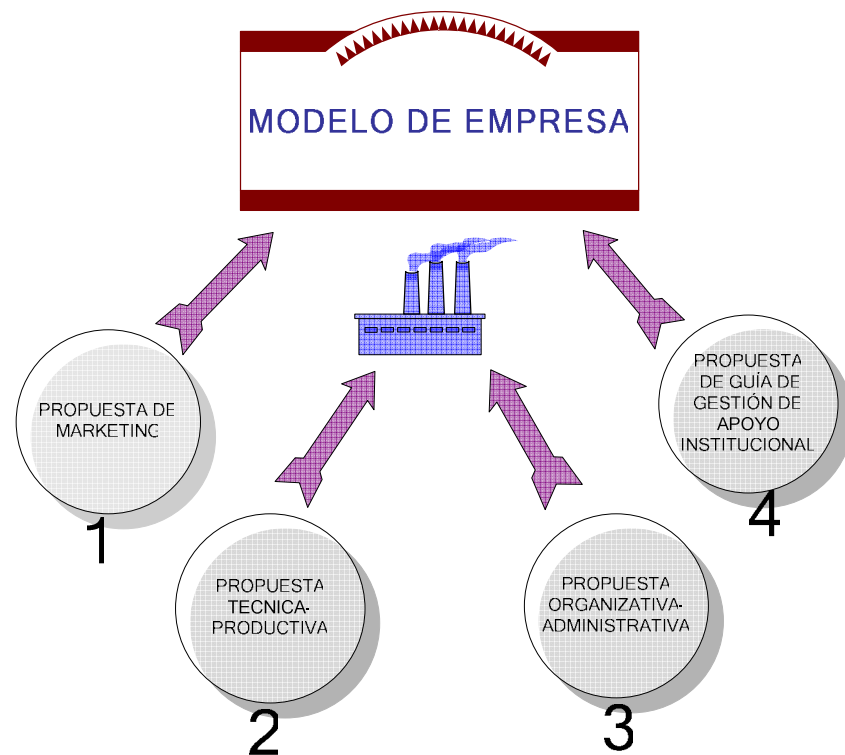 MODELO DE EMPRESA
PROPUESTA DE
MARKETING
1
PROPUESTA
TECNICA-
PRODUCTIVA
2
PROPUESTA
ORGANIZATIVA-
ADMINISTRATIVA
3
PROPUESTA
DE GUÍA DE
GESTIÓN DE
APOYO
INSTITUCIONAL
4